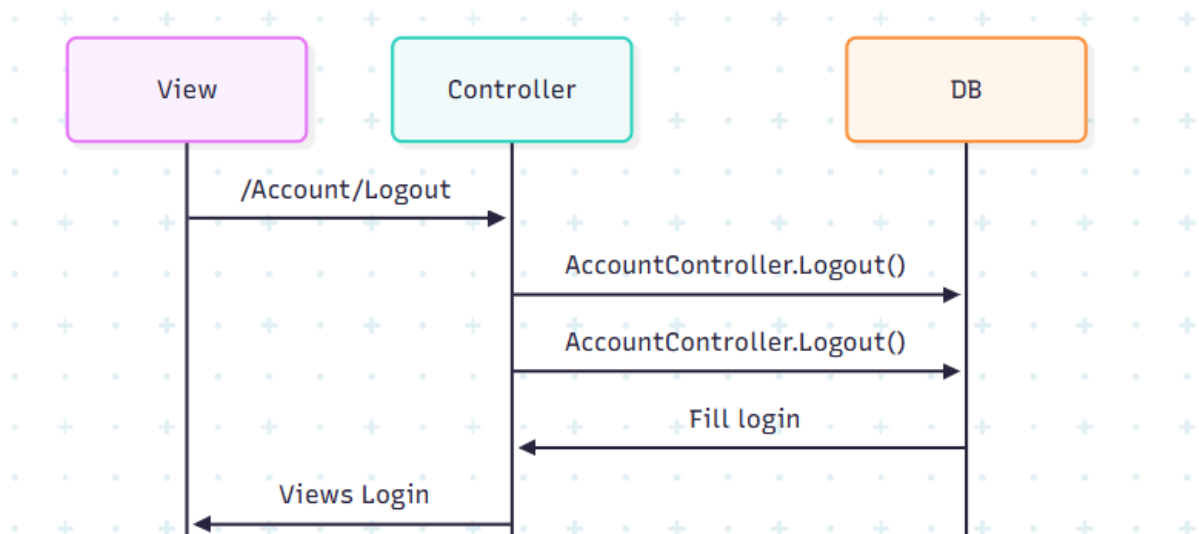 View
Controller
DB
/Account/Logout
AccountController.Logout()
AccountController.Logout()
Fill login
Views Login